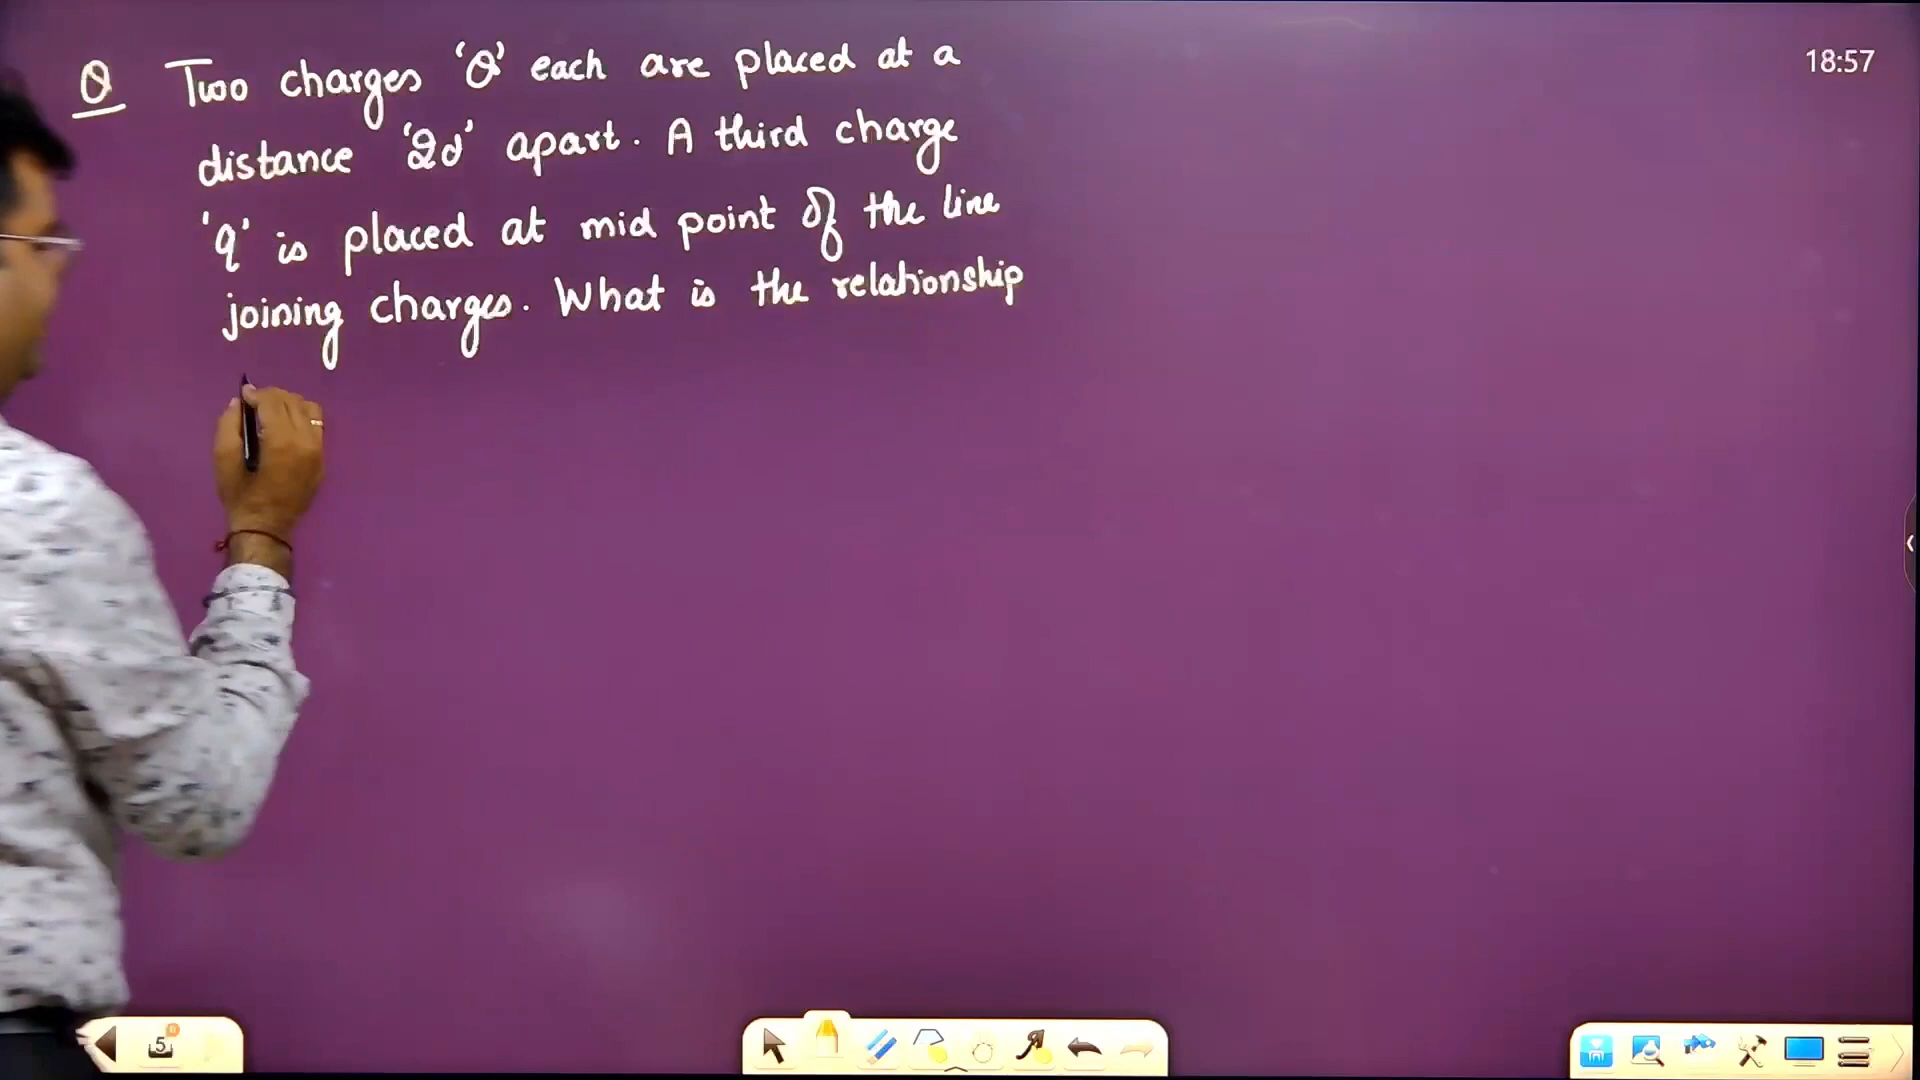 Q Two charges 'Q' each are placed at a
distance '2d' apart. A third charge
'q' is placed at mid point of the line
joining charges. What is the relationship
18:57
5